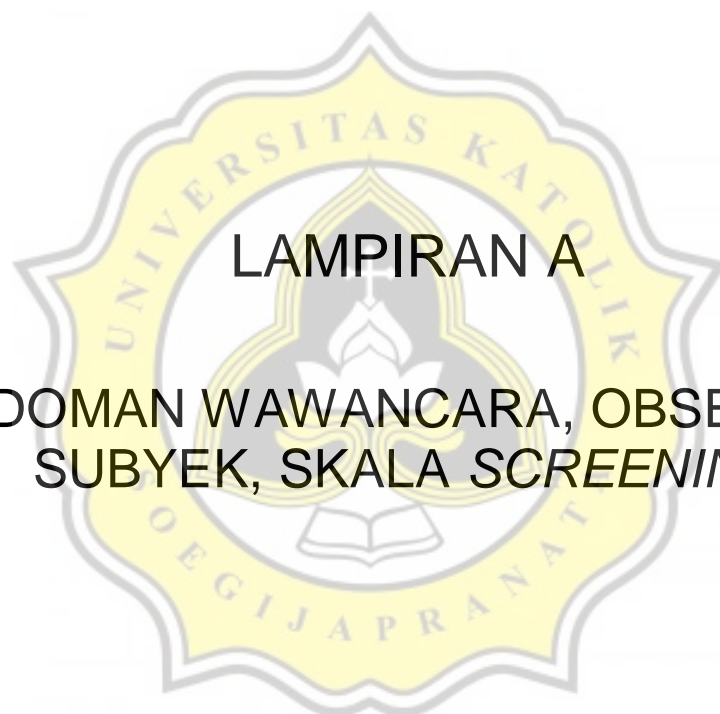 UNIVERSITAS KATOLIK
LAMPIRAN A
DOMAN WAWANCARA, OBSE
SUBYEK, SKALA SCREENIN
SOEGIJAPRANATA